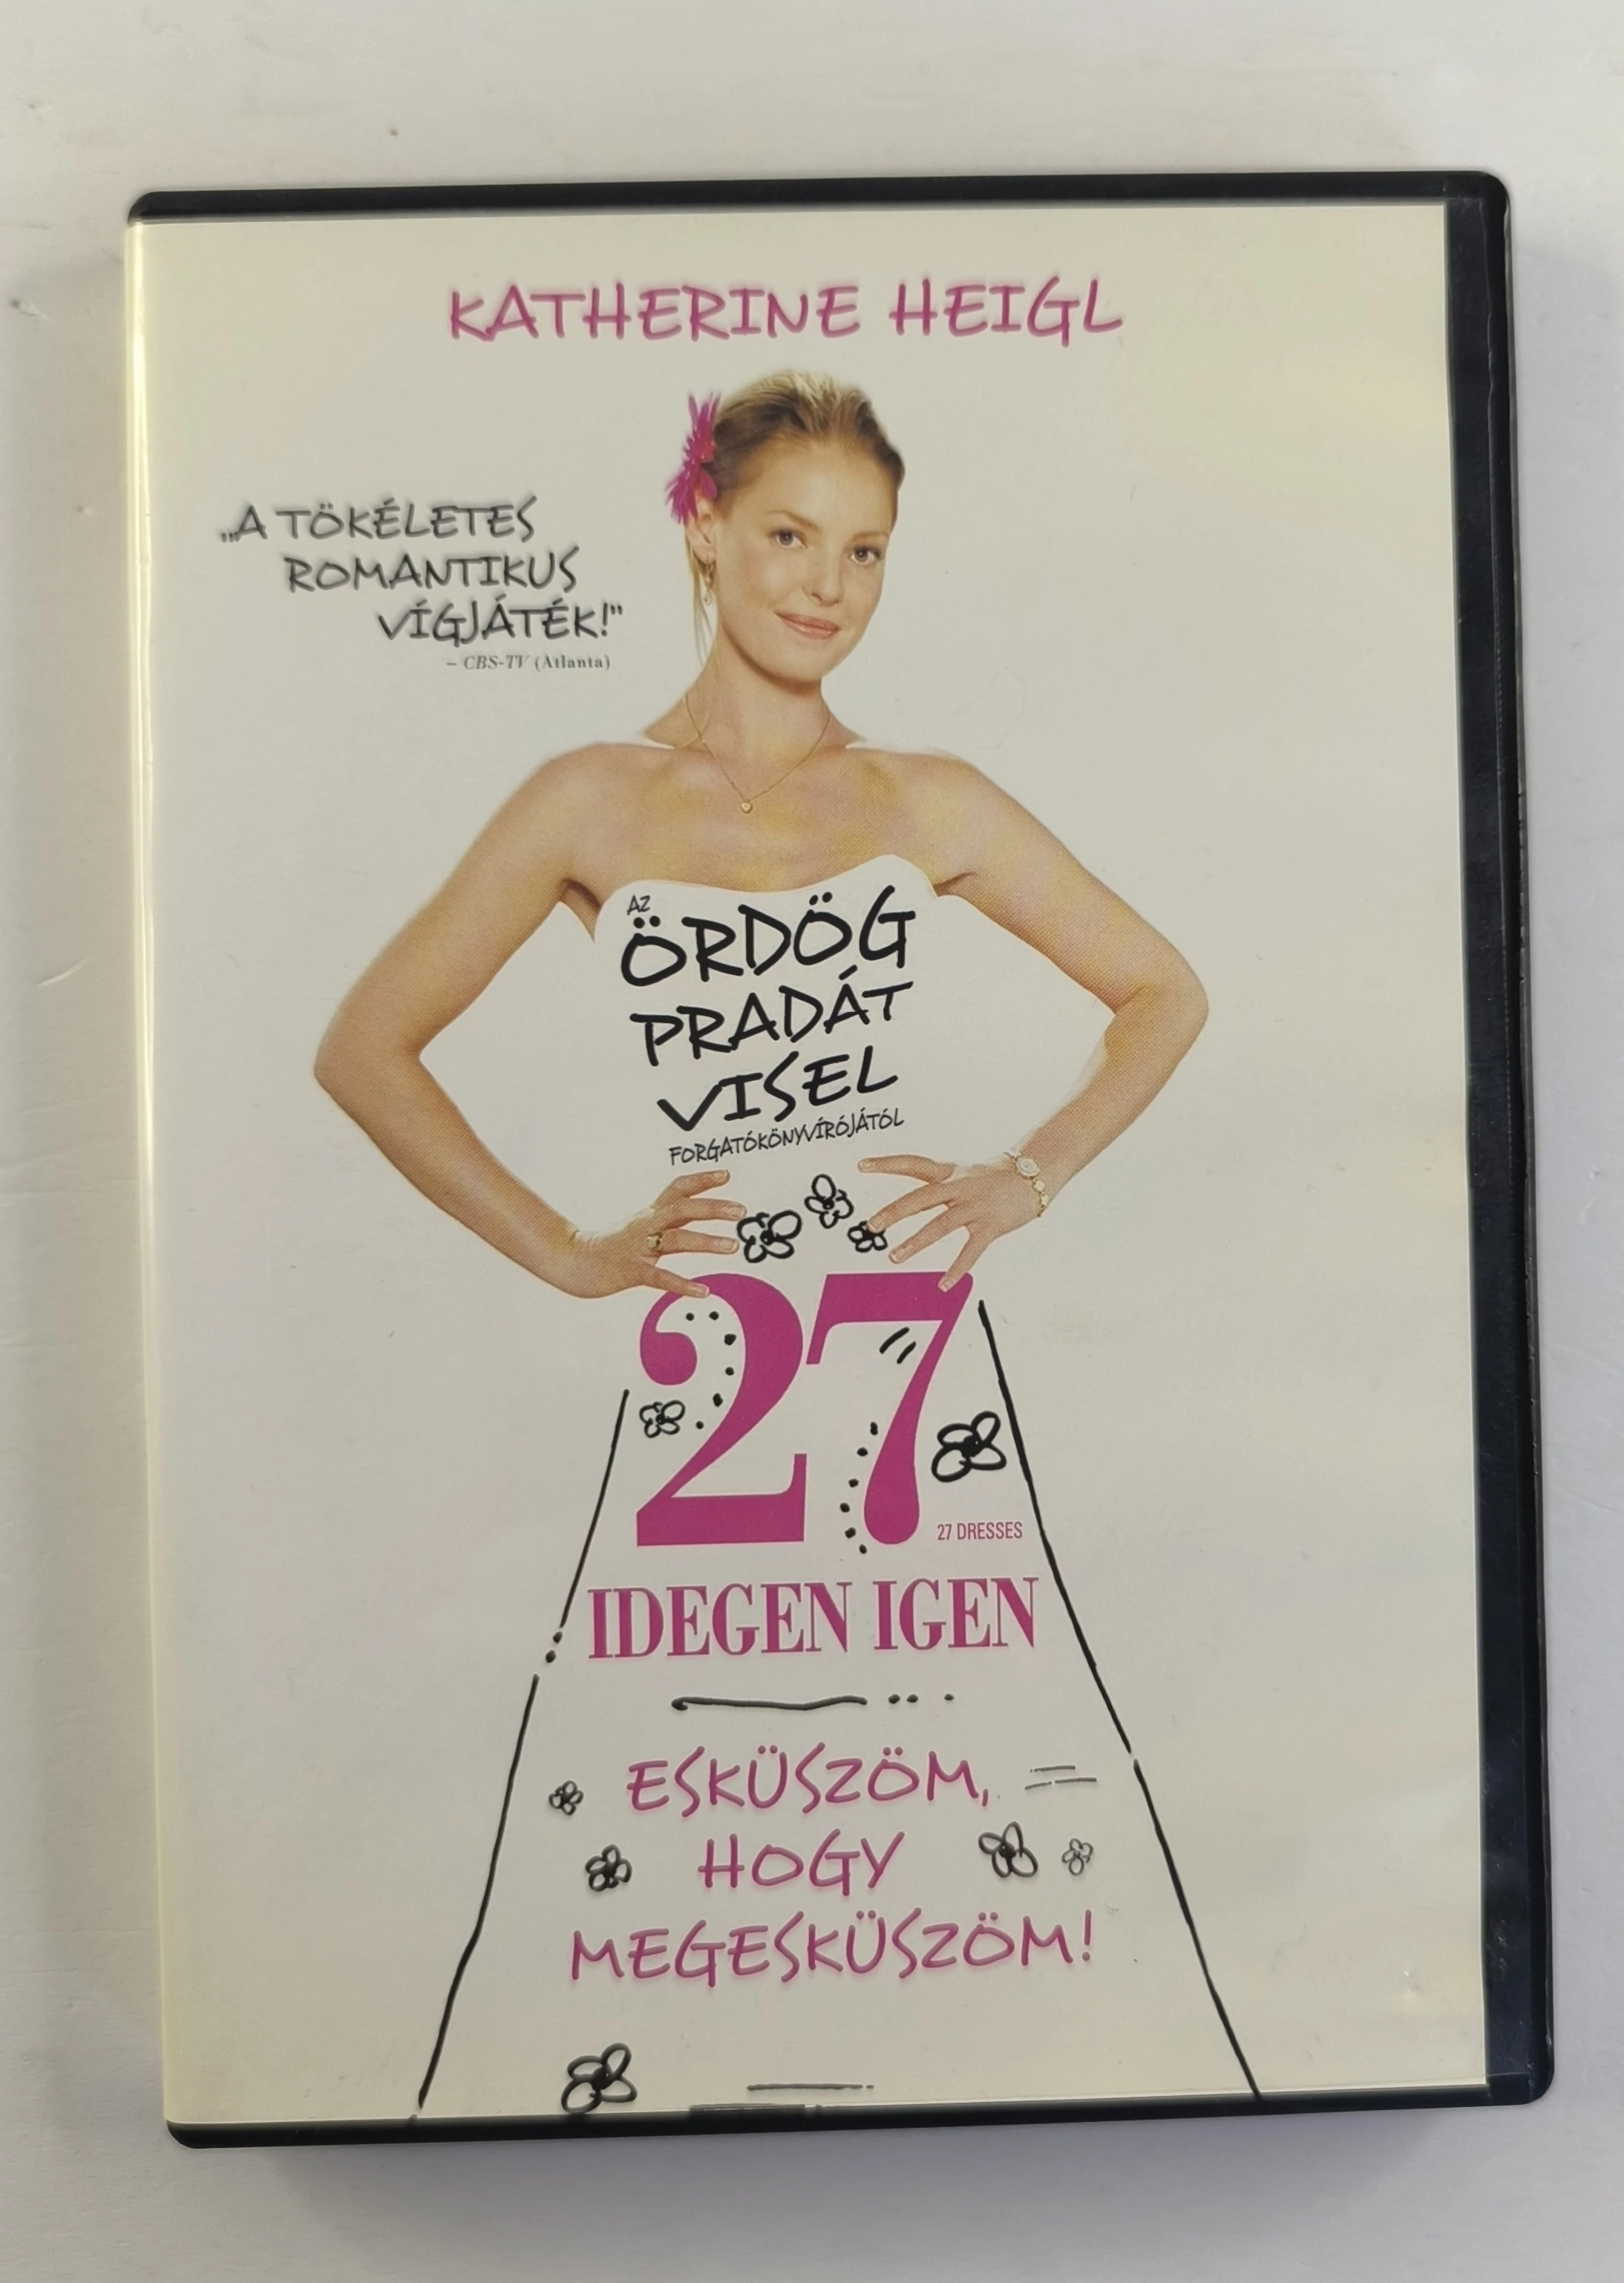 KATHERINE HEIGL
„A TÖKÉLETES
ROMANTIKUS
VÍGJÁTÉK!”
– CBS-TV (Atlanta)
AZ
ÖRDÖG
PRADÁT
VISEL
FORGATÓKÖNYVÍRÓJÁTÓL
27
27 DRESSES
IDEGEN IGEN
ESKÜSZÖM,
HOGY
MEGESKÜSZÖM!